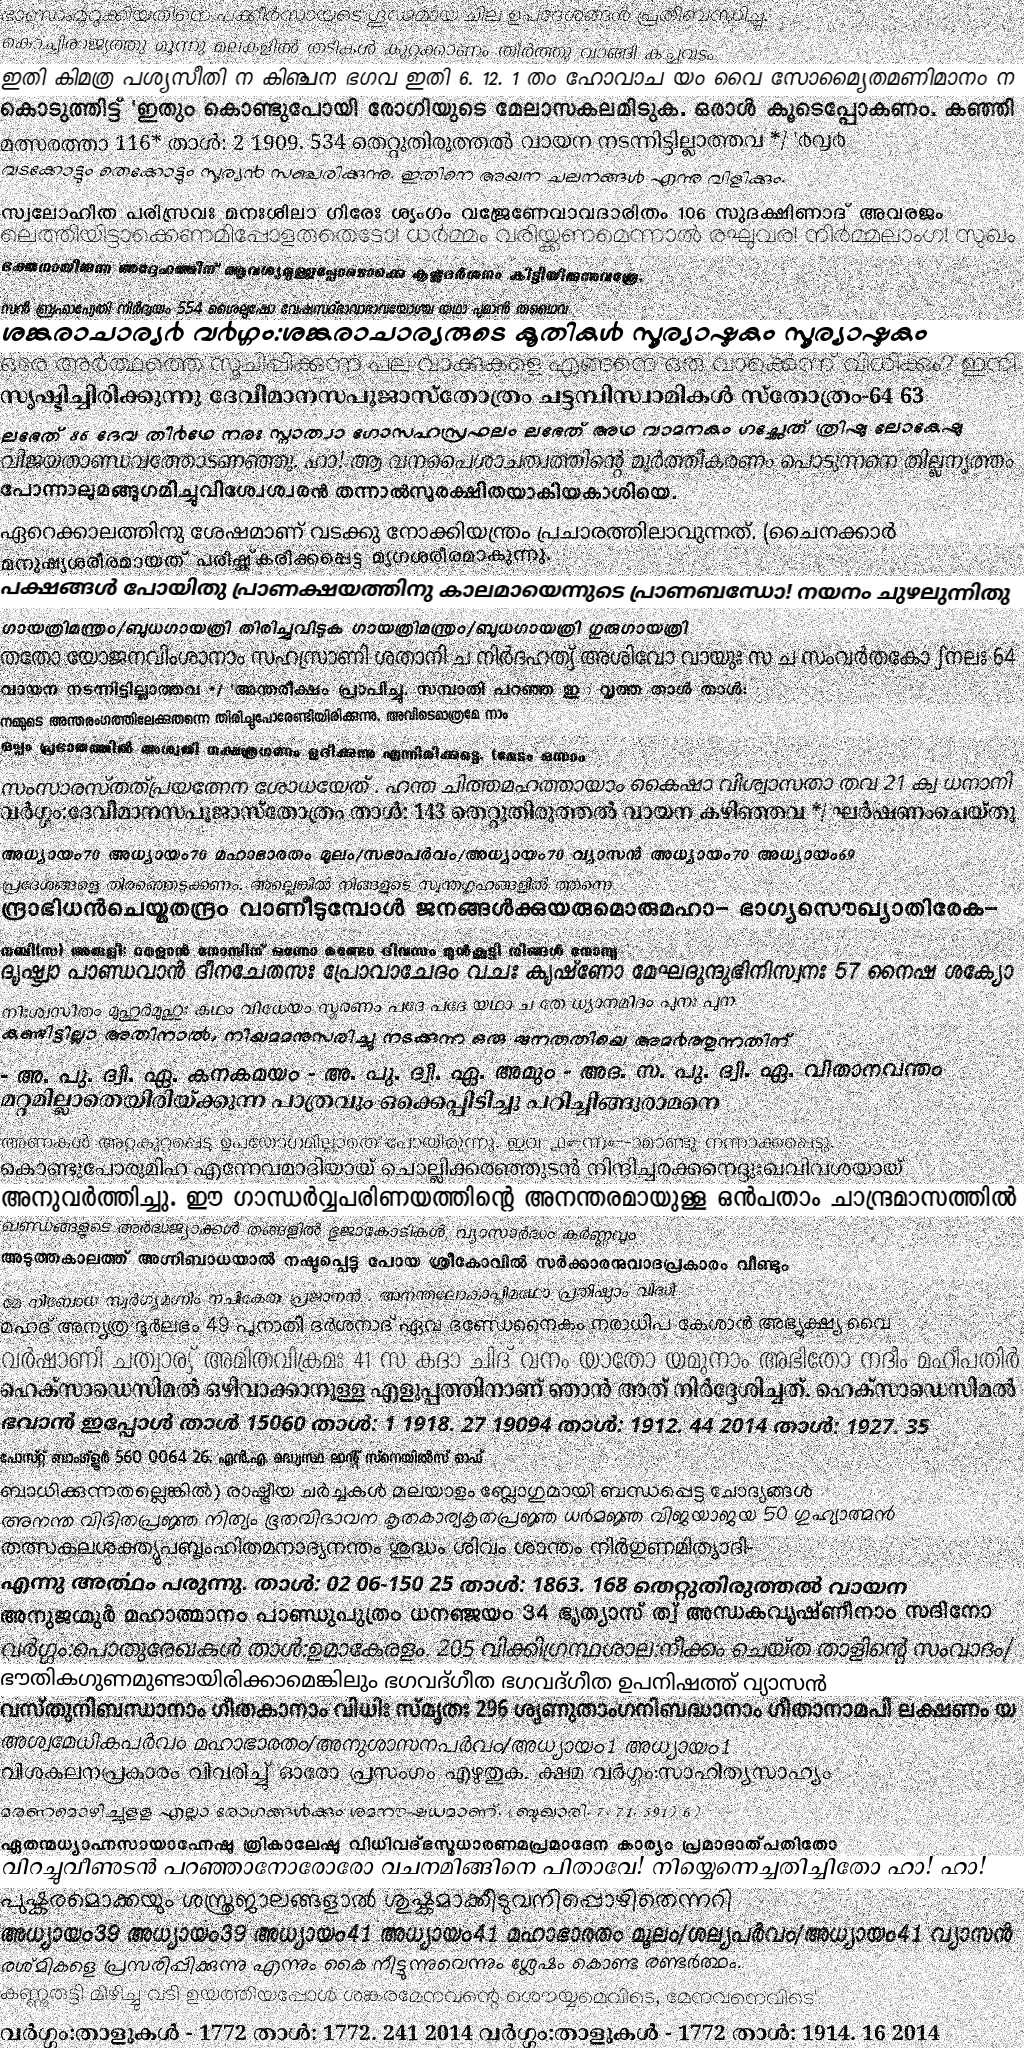 ഭാണ്ഡംമുറുക്കിയതിനെപക്കീർസായുടെ ഗൂഢമായ ചില ഉപദേശങ്ങൾ പ്രതിബന്ധിച്ചു.
കൊച്ചിരാജ്യത്തു മൂന്നു മലകളിൽ തടികൾ കുറുക്കാണം തീർത്തു വാങ്ങി കച്ചവടം
ഇതി കിമത്ര പശ്യസീതി ന കിഞ്ചന ഭഗവ ഇതി 6. 12. 1 തം ഹോവാച യം വൈ സോമ്യൈതമണിമാനം ന
കൊടുത്തിട്ട് 'ഇതും കൊണ്ടുപോയി രോഗിയുടെ മേലാസകലമിടുക. ഒരാൾ കൂടെപ്പോകണം. കഞ്ഞി
മത്സരത്താ 116* താൾ: 2 1909. 534 തെറ്റുതിരുത്തൽ വായന നടന്നിട്ടില്ലാത്തവ */ 'ർവ്വർ
വടക്കോട്ടും തെക്കോട്ടും സൂര്യൻ സഞ്ചരിക്കുന്നു. ഇതിനെ അയന ചലനങ്ങൾ എന്നു വിളിക്കും.
സ്വലോഹിത പരിസ്രവഃ മനഃശിലാ ഗിരേഃ ശൃംഗം വജ്രേണേവാവദാരിതം 106 സുദക്ഷിണാദ് അവരജം
ലെത്തിയിട്ടാക്കെണമിപ്പോളതുതെടോ! ധർമ്മം വരിയ്ക്കണമെന്നാൽ രഘുവര! നിർമ്മലാംഗ! സുഖം
ഭക്തനായിരുന്ന അദ്ദേഹത്തിന് ആവശ്യമുള്ളപ്പോഴൊക്കെ കൃഷ്ണദർശനം കിട്ടിയിരുന്നുവത്രേ.
സൻ ബ്രഹ്മാപ്യേതി നിർദ്വയം 554 ശൈലൂഷോ വേഷസദ്ഭാവാഭാവയോശ്ച യഥാ പുമാൻ തഥൈവ
ശങ്കരാചാര്യർ വർഗ്ഗം:ശങ്കരാചാര്യരുടെ കൃതികൾ സൂര്യാഷ്ടകം സൂര്യാഷ്ടകം
ഒരേ അർത്ഥത്തെ സൂചിപ്പിക്കുന്ന പല വാക്കുകളെ എങ്ങനെ ഒരു വാക്കെന്ന് വിധിക്കും? ഇന്നി
സൃഷ്ടിച്ചിരിക്കുന്നു ദേവീമാനസപൂജാസ്തോത്രം ചട്ടമ്പിസ്വാമികൾ സ്തോത്രം-64 63
ലഭേത് 86 ദേവ തീർഥേ നരഃ സ്നാത്വാ ഗോസഹസ്രഫലം ലഭേത് അഥ വാമനകം ഗച്ഛേത് ത്രിഷു ലോകേഷു
വിജയതാണ്ഡവത്തോടണഞ്ഞു. ഹാ! ആ വനപൈശാചത്വത്തിന്റെ മൂർത്തീകരണം പൊടുന്നനെ തില്ലനൃത്തം
പോന്നാലുമങ്ങുഗമിച്ചുവിശ്വേശ്വരൻ തന്നാൽസുരക്ഷിതയാകിയകാശിയെ.
ഏറെക്കാലത്തിനു ശേഷമാണ് വടക്കു നോക്കിയന്ത്രം പ്രചാരത്തിലാവുന്നത്. (ചൈനക്കാർ
മനുഷ്യശരീരമായത് പരിഷ്ക്കരിക്കപ്പെട്ട മൃഗശരീരമാകുന്നു.
പക്ഷങ്ങൾ പോയിതു പ്രാണക്ഷയത്തിനു കാലമായെന്നുടെ പ്രാണബന്ധോ! നയനം ചുഴലുന്നിതു
ഗായത്രിമന്ത്രം/ബുധഗായത്രി തിരിച്ചുവിടുക ഗായത്രിമന്ത്രം/ബുധഗായത്രി ഗുരുഗായത്രി
തതോ യോജനവിംശാനാം സഹസ്രാണി ശതാനി ച നിർദഹത്യ് അശിവോ വായുഃ സ ച സംവർതകോ ഽനലഃ 64
വായന നടന്നിട്ടില്ലാത്തവ */ 'അന്തരീക്ഷം പ്രാപിച്ചു. സമ്പാതി പറഞ്ഞ ഇ വൃത്ത താൾ താൾ:
നമ്മുടെ അന്തരംഗത്തിലേക്കുതന്നെ തിരിച്ചുപോരേണ്ടിയിരിക്കുന്നു. അവിടെമാത്രമേ നാം
ഒപ്പം പ്രഭാതത്തിൽ അശ്വതി നക്ഷത്രഗണം ഉദിക്കുന്നു എന്നിരിക്കട്ടെ. (മേടം ഒന്നാം
സംസാരസ്തത്പ്രയത്നേന ശോധയേത് . ഹന്ത ചിത്തമഹത്തായാം കൈഷാ വിശ്വാസതാ തവ 21 ക്വ ധനാനി
വർഗ്ഗം:ദേവീമാനസപൂജാസ്തോത്രം താൾ: 143 തെറ്റുതിരുത്തൽ വായന കഴിഞ്ഞവ */ 'ഘർഷണംചെയ്തു
അധ്യായം70 അധ്യായം70 മഹാഭാരതം മൂലം/സഭാപർവം/അധ്യായം70 വ്യാസൻ അധ്യായം70 അധ്യായം69
പ്രദേശങ്ങളെ തിരഞ്ഞെടുക്കണം. അല്ലെങ്കിൽ നിങ്ങളുടെ സ്വന്തഗൃഹങ്ങളിൽ ത്തന്നെ
ന്ദ്രാഭിധൻചെയ്തതന്ദ്രം വാണീടുമ്പോൾ ജനങ്ങൾക്കുയരുമൊരുമഹാ– ഭാഗ്യസൌഖ്യാതിരേക–
നബി(സ) അരുളി: റമളാൻ നോമ്പിന് ഒന്നോ രണ്ടോ ദിവസം മുൻകൂട്ടി നിങ്ങൾ നോമ്പു
ദൃഷ്ട്വാ പാണ്ഡവാൻ ദീനചേതസഃ പ്രോവാചേദം വചഃ കൃഷ്ണോ മേഘദുന്ദുഭിനിസ്വനഃ 57 നൈഷ ശക്യോ
നിഃശ്വസിതം മുഹുർമുഹുഃ കഥം വിധേയം സ്മരണം പദേ പദേ യഥാ ച തേ ധ്യാനമിദം പുനഃ പുന
കണ്ടിട്ടില്ലാ അതിനാൽ, നിയമമനുസരിച്ചു നടക്കുന്ന ഒരു ജനതതിയെ അമർത്തുന്നതിന്
- അ. പു. ദ്വി. ഏ. കനകമയം - അ. പു. ദ്വി. ഏ. അമും - അദ. സ. പു. ദ്വി. ഏ. വിതാനവന്തം
മറ്റമില്ലാതെയിരിയ്ക്കുന്ന പാത്രവും ഒക്കെപ്പിടിച്ചു പറിച്ചിങ്ങുരാമനെ
അണകൾ അറ്റകുറ്റപ്പെട്ടു ഉപയോഗമില്ലാതെ പോയിരുന്നു. ഇവ നന്നാക്കപ്പെട്ടു.
കൊണ്ടുപോരുമിഹ എന്നേവമാദിയായ് ചൊല്ലിക്കരഞ്ഞുടൻ നിന്ദിച്ചരക്കനെദ്ദുഃഖവിവശയായ്
അനുവർത്തിച്ചു. ഈ ഗാന്ധർവ്വപരിണയത്തിന്റെ അനന്തരമായുള്ള ഒൻപതാം ചാന്ദ്രമാസത്തിൽ
ഖണ്ഡങ്ങളുടെ അർദ്ധജ്യാക്കൾ തങ്ങളിൽ ഭുജാകോടികൾ. വ്യാസാർദ്ധം കർണ്ണവും
അടുത്തകാലത്ത് അഗ്നിബാധയാൽ നഷ്ടപ്പെട്ടു പോയ ശ്രീകോവിൽ സർക്കാരനുവാദപ്രകാരം വീണ്ടും
മേ നിബോധ സ്വർഗ്യമഗ്നിം നചികേതഃ പ്രജാനൻ . അനന്തലോകാപ്തിമഥോ പ്രതിഷ്ഠാം വിദ്ധി
മഹദ് അന്യത്ര ദുർലഭം 49 പുനാതി ദർശനാദ് ഏവ ദണ്ഡേനൈകം നരാധിപ കേശാൻ അഭ്യുക്ഷ്യ വൈ
വർഷാണി ചത്വാര്യ് അമിതവിക്രമഃ 41 സ കദാ ചിദ് വനം യാതോ യമുനാം അഭിതോ നദീം മഹീപതിർ
ഹെക്സാഡെസിമൽ ഒഴിവാക്കാനുള്ള എളുപ്പത്തിനാണ് ഞാൻ അത് നിർദ്ദേശിച്ചത്. ഹെക്സാഡെസിമൽ
ഭവാൻ ഇപ്പോൾ താൾ 15060 താൾ: 1 1918. 27 19094 താൾ: 1912. 44 2014 താൾ: 1927. 35
പോസ്റ്റ് ബാംഗ്ളൂർ 560 0064 26. എൻ.എ. മദ്ധ്യസ്ഥ ലാന്റ് സ്നെയിൽസ് ഓഫ്
ബാധിക്കുന്നതല്ലെങ്കിൽ) രാഷ്ട്രീയ ചർച്ചകൾ മലയാളം ബ്ലോഗുമായി ബന്ധപ്പെട്ട ചോദ്യങ്ങൾ
അനന്ത വിദിതപ്രജ്ഞ നിത്യം ഭൂതവിഭാവന കൃതകാര്യകൃതപ്രജ്ഞ ധർമജ്ഞ വിജയാജയ 50 ഗുഹ്യാത്മൻ
തത്സകലശക്ത്യുപബൃംഹിതമനാദ്യനന്തം ശുദ്ധം ശിവം ശാന്തം നിർഗുണമിത്യാദി-
എന്നു അർത്ഥം പരുന്നു. താൾ: 02 06-150 25 താൾ: 1863. 168 തെറ്റുതിരുത്തൽ വായന
അനുജഗ്മുർ മഹാത്മാനം പാണ്ഡുപുത്രം ധനഞ്ജയം 34 ഭൃത്യാസ് ത്വ് അന്ധകവൃഷ്ണീനാം സദിനോ
വർഗ്ഗം:പൊതുരേഖകൾ താൾ:ഉമാകേരളം. 205 വിക്കിഗ്രന്ഥശാല:നീക്കം ചെയ്ത താളിന്റെ സംവാദം/
ഭൗതികഗുണമുണ്ടായിരിക്കാമെങ്കിലും ഭഗവദ്ഗീത ഭഗവദ്ഗീത ഉപനിഷത്ത് വ്യാസൻ
വസ്തുനിബന്ധാനാം ഗീതകാനാം വിധിഃ സ്മൃതഃ 296 ശൃണുതാംഗനിബദ്ധാനാം ഗീതാനാമപി ലക്ഷണം യ
അശ്വമേധികപർവം മഹാഭാരതം/അനുശാസനപർവം/അധ്യായം1 അധ്യായം1
വിശകലനപ്രകാരം വിവരിച്ച് ഓരോ പ്രസംഗം എഴുതുക. ക്ഷമ വർഗ്ഗം:സാഹിത്യസാഹ്യം
മരണമൊഴിച്ചുള്ള എല്ലാ രോഗങ്ങൾക്കും ശമനൗഷധമാണ്. (ബുഖാരി. 7. 71. 591) 6)
ഏതന്മധ്യാഹ്നസായാഹ്നേഷു ത്രികാലേഷു വിധിവദ്ഭസ്മധാരണമപ്രമാദേന കാര്യം പ്രമാദാത്പതിതോ
വിറച്ചുവീണുടൻ പറഞ്ഞാനോരോരോ വചനമിങ്ങിനെ പിതാവേ! നിയ്യെന്നെച്ചതിച്ചിതോ ഹാ! ഹാ!
പുഷ്കരമൊക്കയും ശസ്ത്രജാലങ്ങളാൽ ശുഷ്കമാക്കീടുവനിപ്പൊഴിതെന്നറി
അധ്യായം39 അധ്യായം39 അധ്യായം41 അധ്യായം41 മഹാഭാരതം മൂലം/ശല്യപർവം/അധ്യായം41 വ്യാസൻ
രശ്മികളെ പ്രസരിപ്പിക്കുന്നു എന്നും കൈ നീട്ടുന്നുവെന്നും ശ്ലേഷം കൊണ്ട രണ്ടർത്ഥം.
കണ്ണുരുട്ടി മിഴിച്ചു വടി ഉയത്തിയപ്പോൾ ശങ്കരമേനവന്റെ ശൌയ്യമെവിടെ, മേനവനെവിടെ
വർഗ്ഗം:താളുകൾ - 1772 താൾ: 1772. 241 2014 വർഗ്ഗം:താളുകൾ - 1772 താൾ: 1914. 16 2014